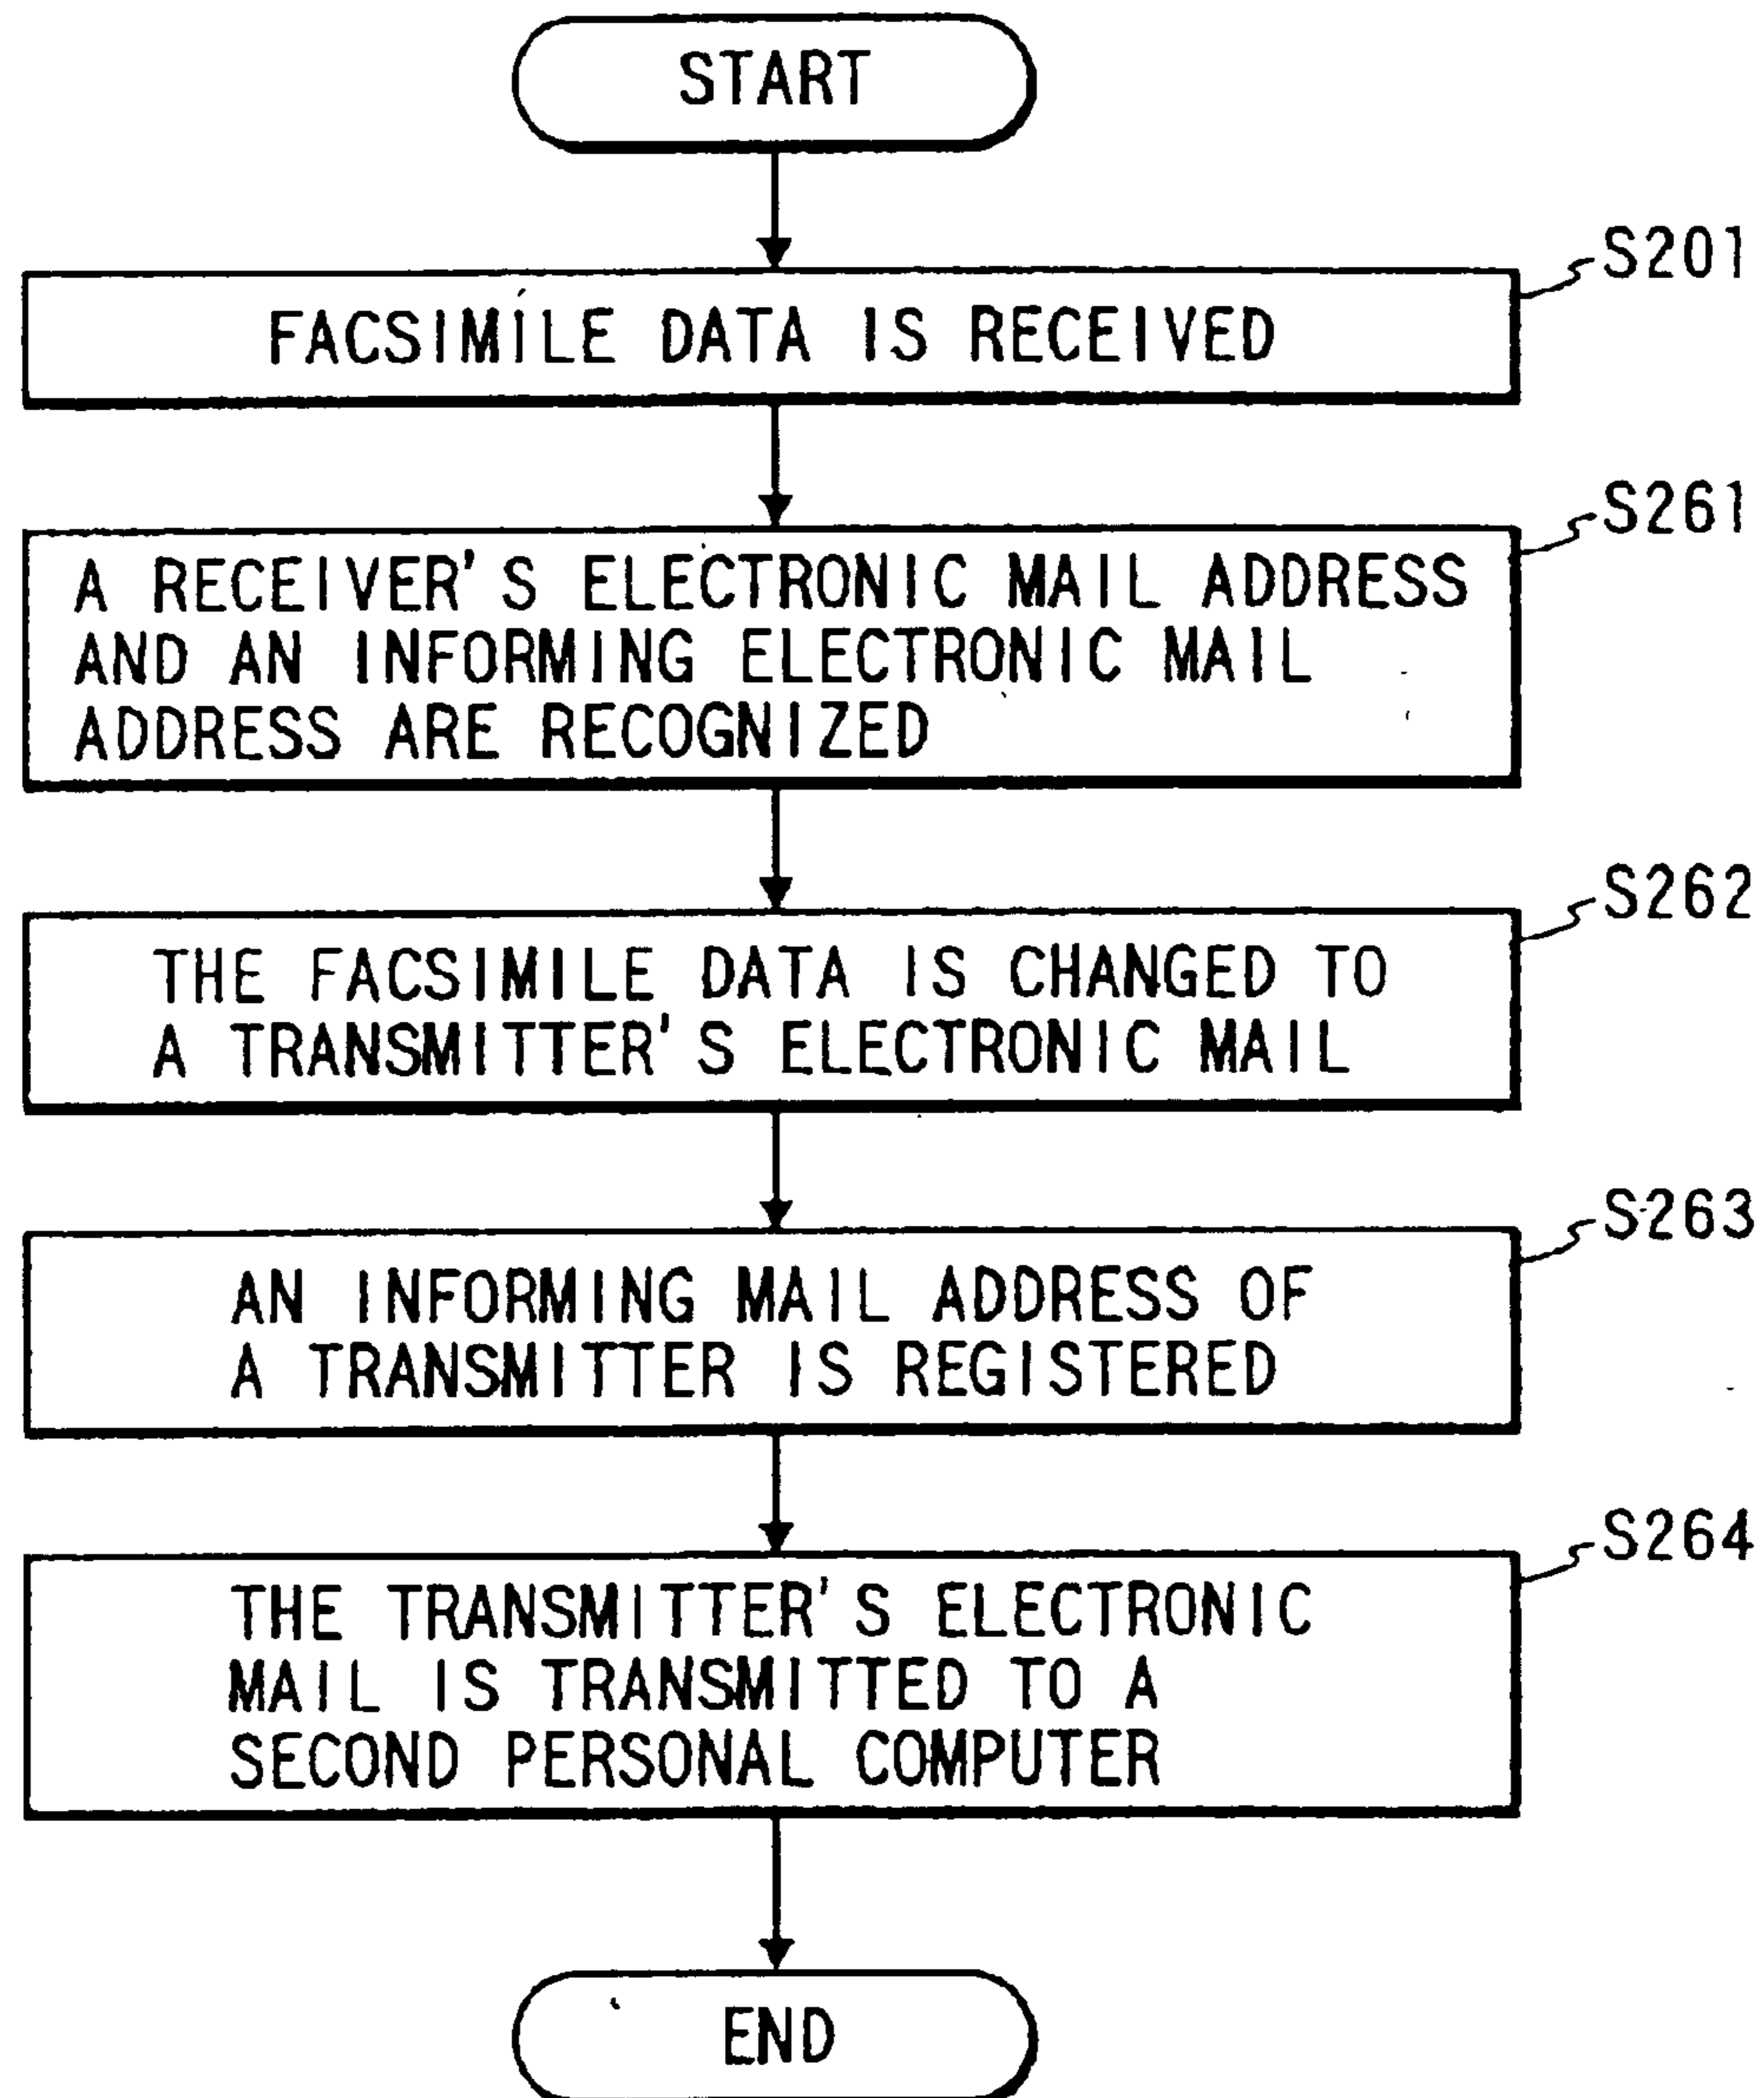 START
S201
FACSIMILE DATA IS RECEIVED
S261
A RECEIVER'S ELECTRONIC MAIL ADDRESS
AND AN INFORMING ELECTRONIC MAIL
ADDRESS ARE RECOGNIZED
S262
THE FACSIMILE DATA IS CHANGED TO
A TRANSMITTER'S ELECTRONIC MAIL
S263
AN INFORMING MAIL ADDRESS OF
A TRANSMITTER IS REGISTERED
S264
THE TRANSMITTER'S ELECTRONIC
MAIL IS TRANSMITTED TO A
SECOND PERSONAL COMPUTER
END